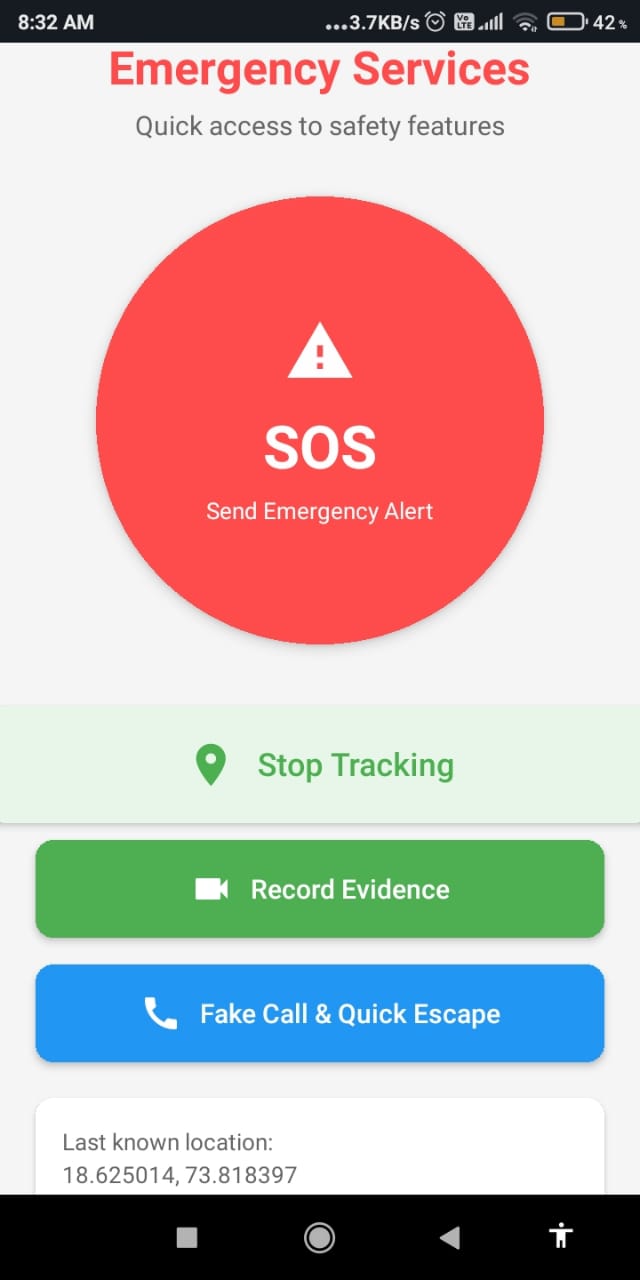 8:32 AM ...3.7KB/s Vo LTE 42%
Emergency Services
Quick access to safety features
SOS
Send Emergency Alert
Stop Tracking
Record Evidence
Fake Call & Quick Escape
Last known location:
18.625014, 73.818397